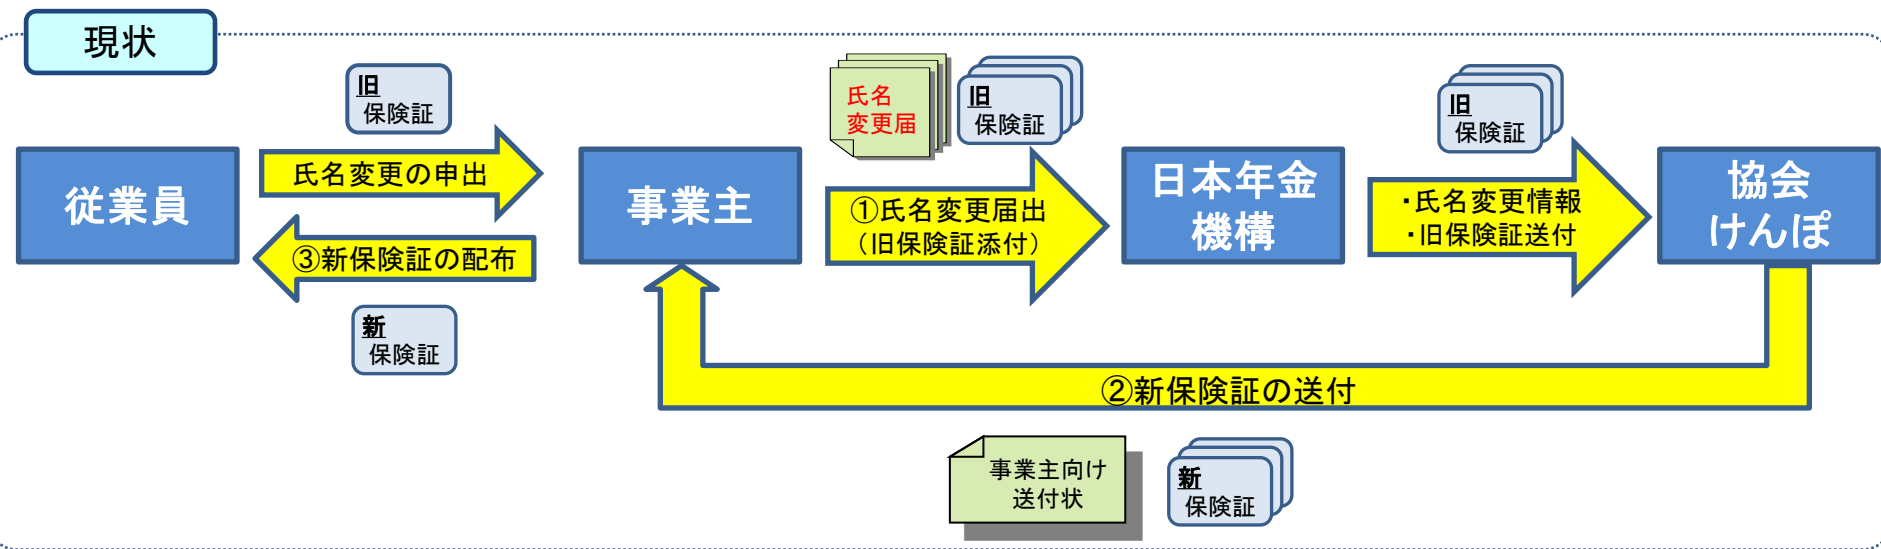 現状
旧
保険証
氏名
変更届
旧
保険証
旧
保険証
従業員
氏名変更の申出
③新保険証の配布
新
保険証
事業主
①氏名変更届出
（旧保険証添付）
日本年金
機構
・氏名変更情報
・旧保険証送付
協会
けんぽ
②新保険証の送付
事業主向け
送付状
新
保険証